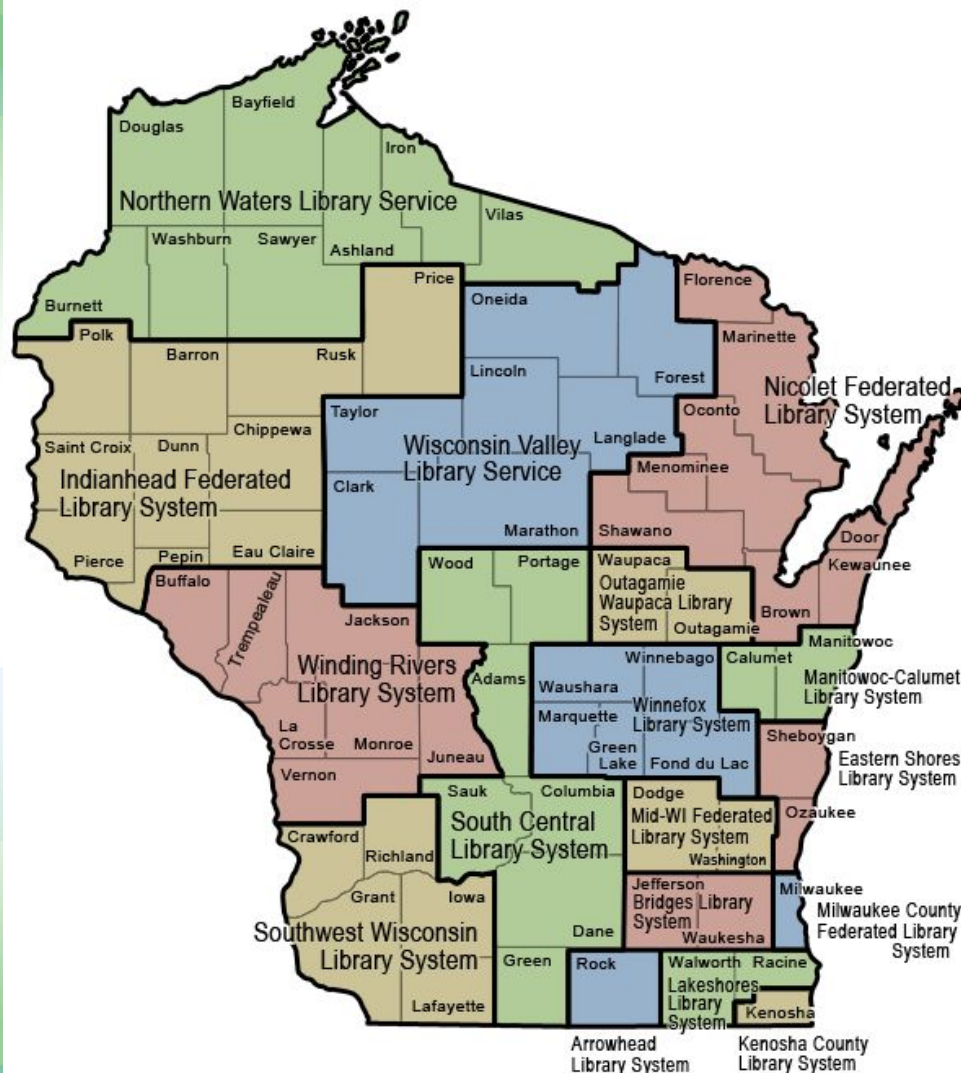 Bayfield
Douglas
Iron
Northern Waters Library Service
Vilas
Washburn
Sawyer
Ashland
Price
Florence
Burnett
Oneida
Polk
Marinette
Barron
Rusk
Lincoln
Forest
Nicolet Federated
Library System
Taylor
Oconto
Chippewa
Saint Croix
Dunn
Langlade
Wisconsin Valley
Library Service
Menominee
Indianhead Federated
Library System
Clark
Marathon
Shawano
Door
Pierce
Pepin
Eau Claire
Wood
Portage
Waupaca
Kewaunee
Buffalo
Trempealeau
Outagamie
Waupaca Library
System
Jackson
Brown
Outagamie
Manitowoc
Winnebago
Calumet
Winding Rivers
Library System
Adams
Waushara
Manitowoc-Calumet
Library System
Winnefox
Library System
Marquette
La
Crosse
Monroe
Juneau
Green
Lake
Fond du Lac
Sheboygan
Eastern Shores
Library System
Vernon
Sauk
Columbia
Dodge
Mid-WI Federated
Library System
Ozaukee
South Central
Library System
Crawford
Richland
Washington
Jefferson
Milwaukee
Grant
Iowa
Bridges Library
System
Milwaukee County
Federated Library
System
Southwest Wisconsin
Library System
Dane
Waukesha
Green
Rock
Walworth
Racine
Lakeshores
Library
System
Lafayette
Kenosha
Arrowhead
Library System
Kenosha County
Library System